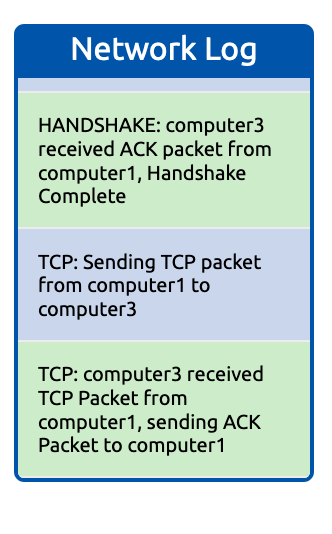 Network Log
HANDSHAKE: computer3
received ACK packet from
computer1, Handshake
Complete
TCP: Sending TCP packet
from computer1 to
computer3
TCP: computer3 received
TCP Packet from
computer1, sending ACK
Packet to computer1